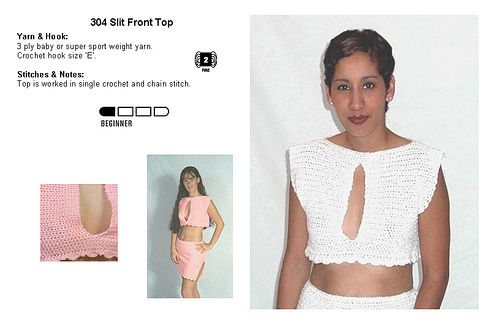 304 Slit Front Top
Yarn & Hook:
3 ply baby or super sport weight yarn.
Crochet hook size 'E'.
2
FINE
Stitches & Notes:
Top is worked in single crochet and chain stitch.
BEGINNER